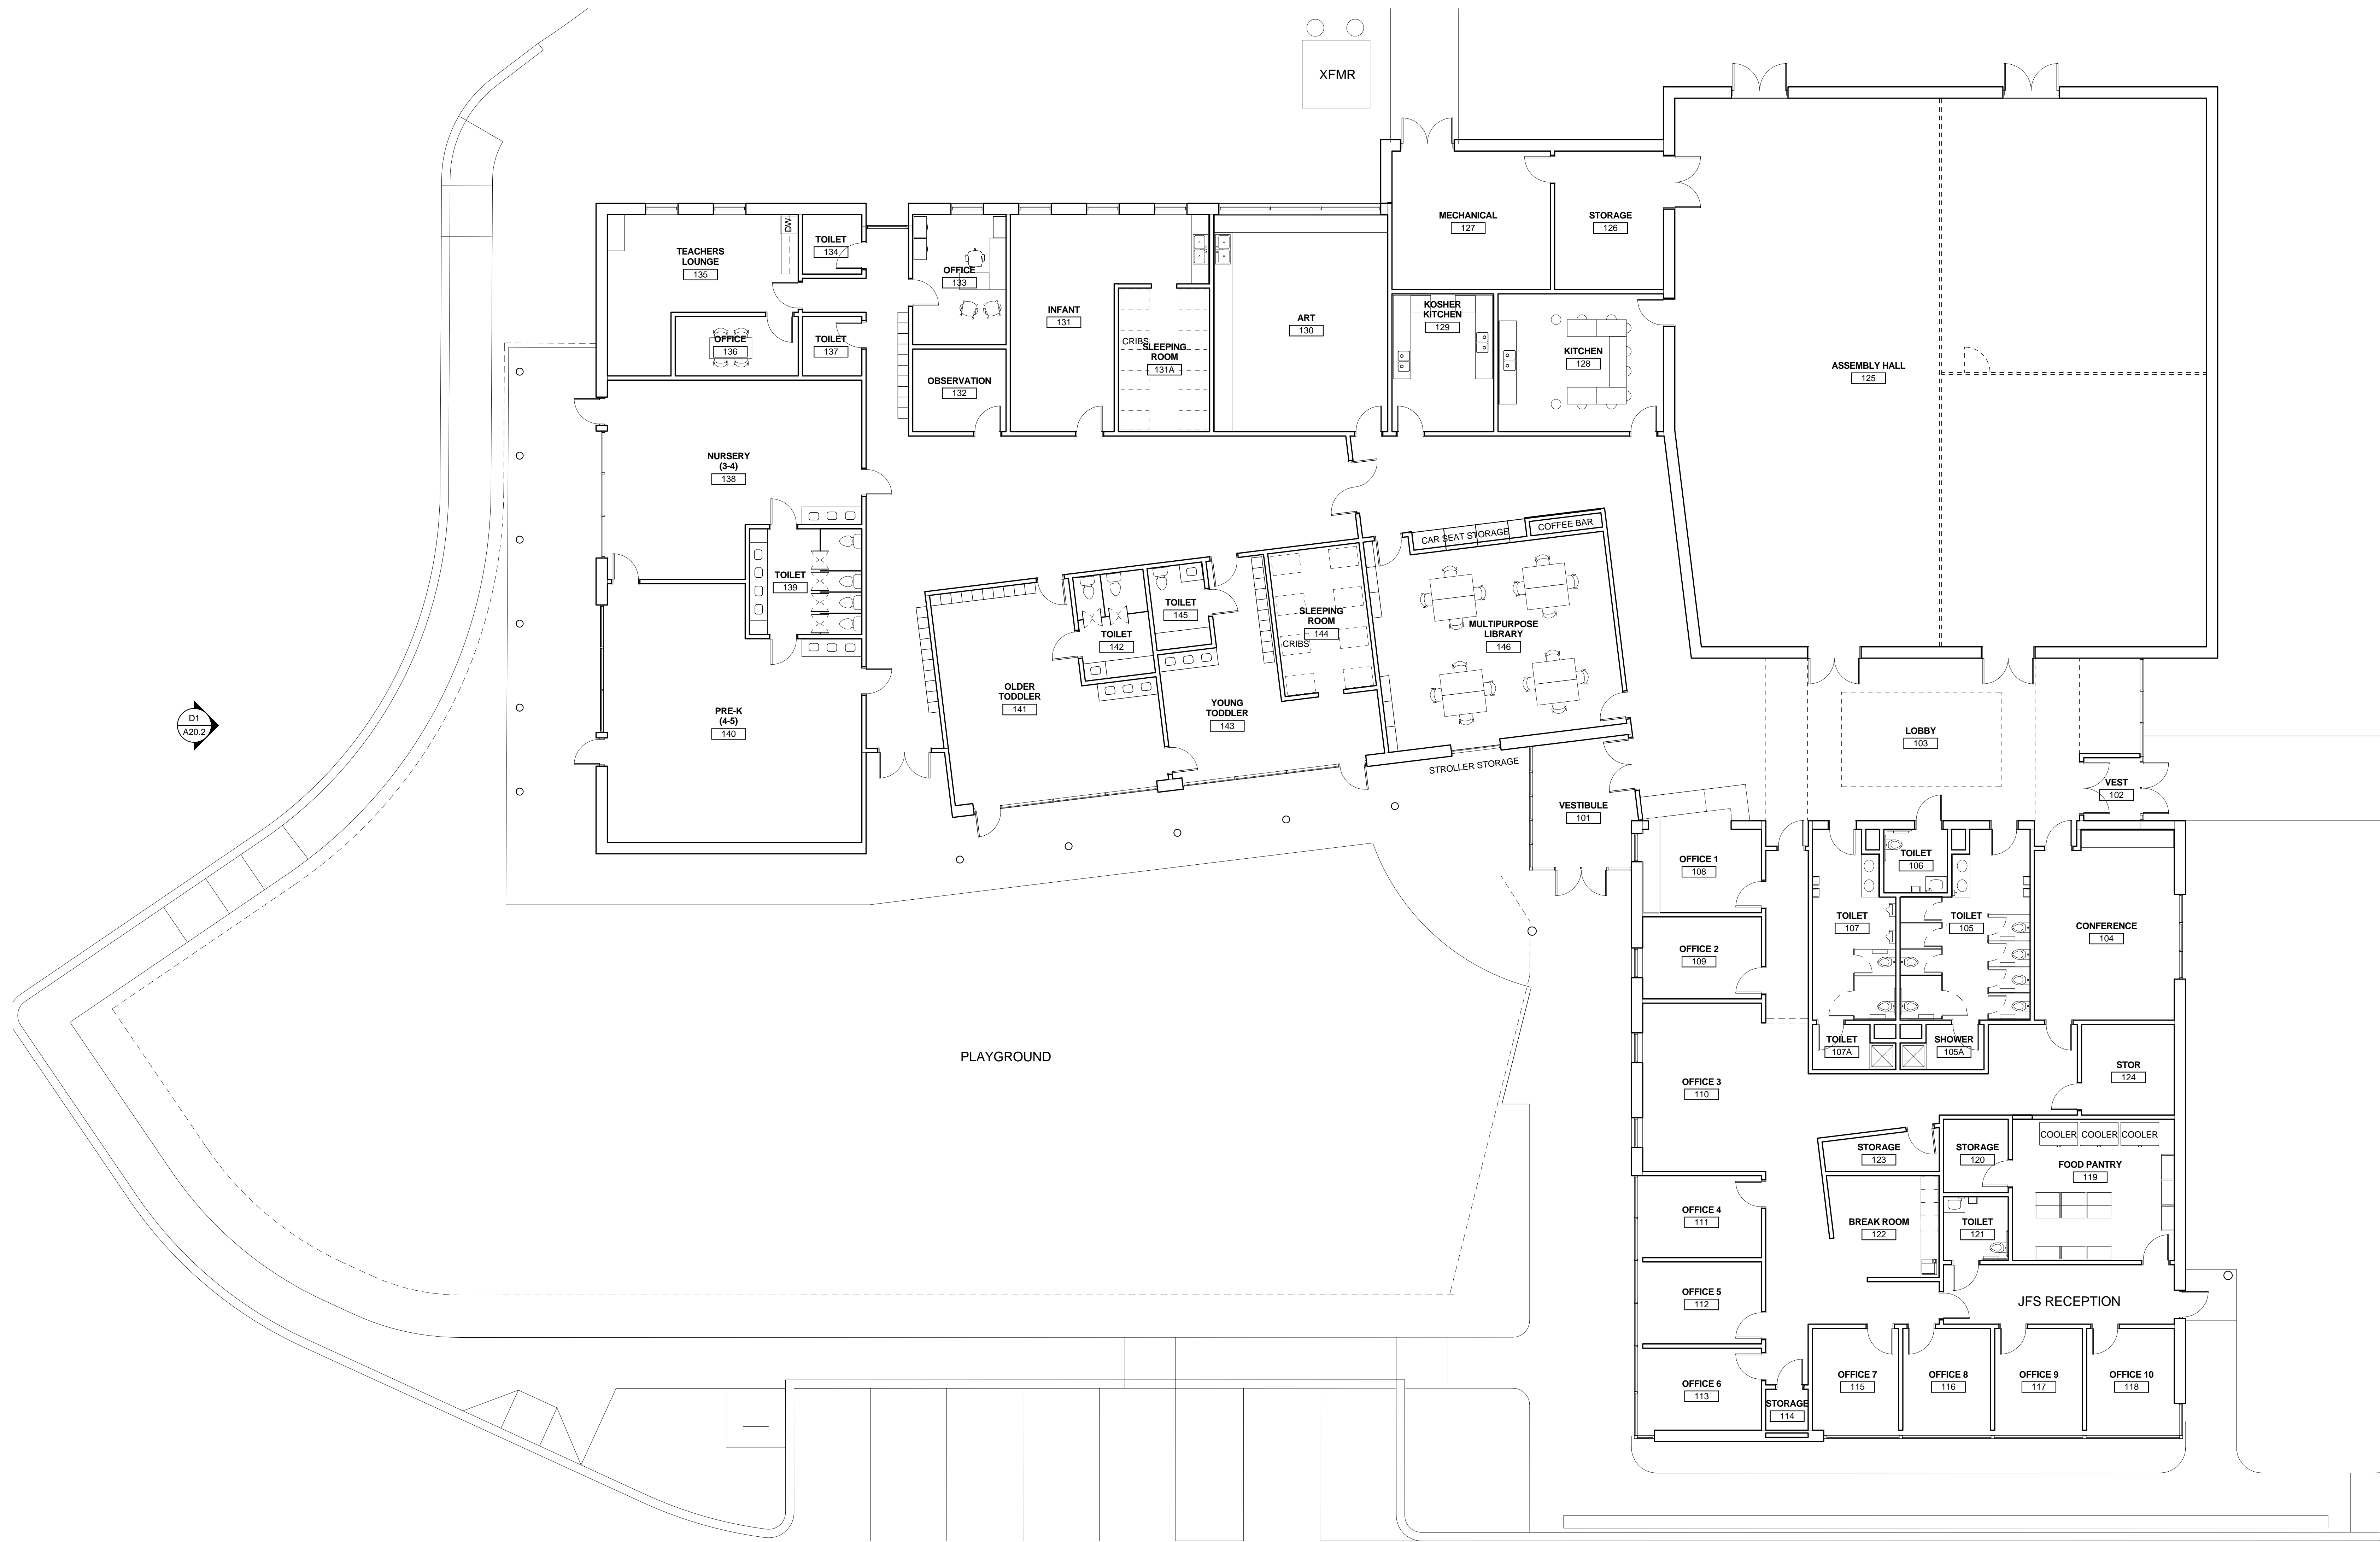 XFMR
MECHANICAL
127
STORAGE
126
TEACHERS
LOUNGE
135
DW
TOILET
134
OFFICE
133
INFANT
131
CRIBS
SLEEPING
ROOM
131A
ART
130
KOSHER
KITCHEN
129
KITCHEN
128
ASSEMBLY HALL
125
OFFICE
136
TOILET
137
OBSERVATION
132
NURSERY
(3-4)
138
TOILET
139
PRE-K
(4-5)
140
D1
A20.2
OLDER
TODDLER
141
TOILET
142
TOILET
145
YOUNG
TODDLER
143
SLEEPING
ROOM
144
CRIBS
CAR SEAT STORAGE
COFFEE BAR
MULTIPURPOSE
LIBRARY
146
STROLLER STORAGE
VESTIBULE
101
LOBBY
103
VEST
102
OFFICE 1
108
TOILET
106
TOILET
107
TOILET
105
CONFERENCE
104
OFFICE 2
109
TOILET
107A
SHOWER
105A
STOR
124
PLAYGROUND
OFFICE 3
110
STORAGE
123
STORAGE
120
COOLER
COOLER
COOLER
FOOD PANTRY
119
OFFICE 4
111
BREAK ROOM
122
TOILET
121
OFFICE 5
112
JFS RECEPTION
OFFICE 6
113
STORAGE
114
OFFICE 7
115
OFFICE 8
116
OFFICE 9
117
OFFICE 10
118